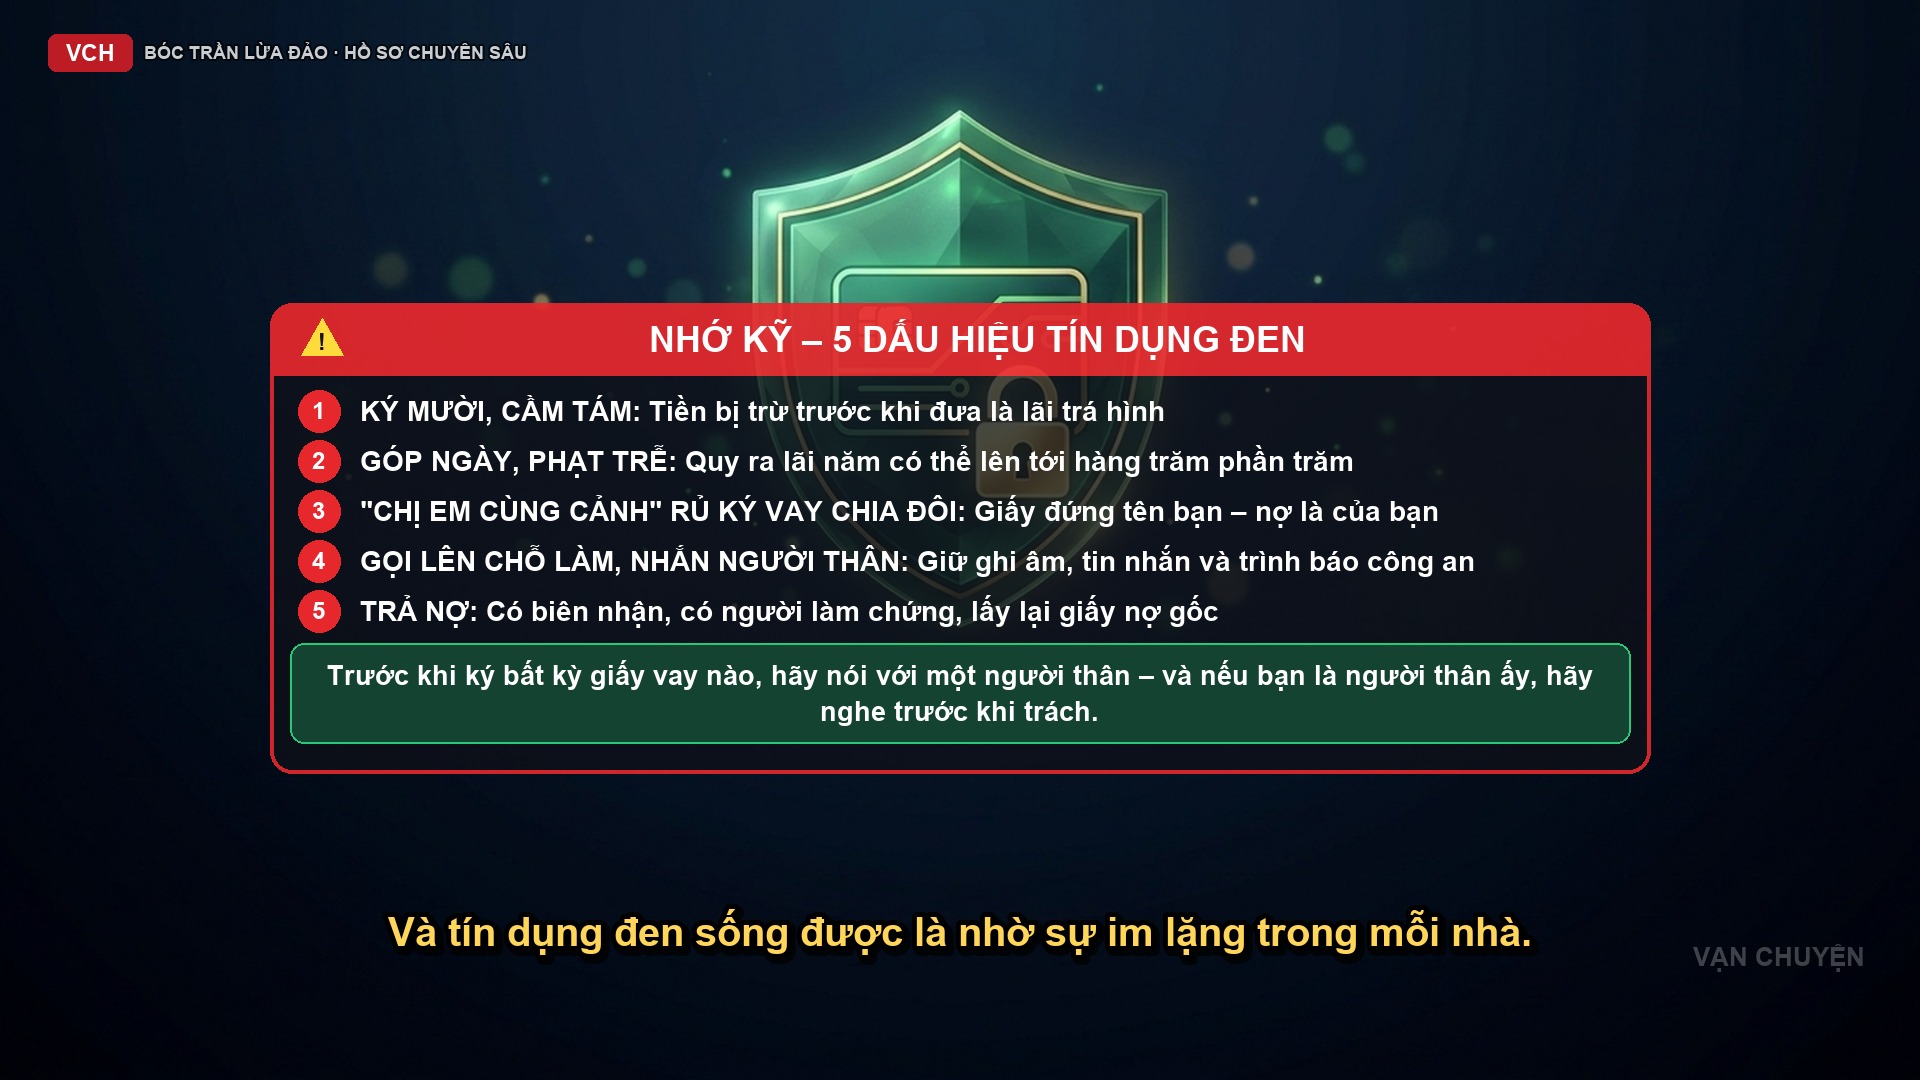 VCH
BÓC TRẦN LỪA ĐẢO · HỒ SƠ CHUYÊN SÂU
NHỚ KỸ – 5 DẤU HIỆU TÍN DỤNG ĐEN
1 KÝ MƯỜI, CẦM TÁM: Tiền bị trừ trước khi đưa là lãi trá hình
2 GÓP NGÀY, PHẠT TRỄ: Quy ra lãi năm có thể lên tới hàng trăm phần trăm
3 "CHỊ EM CÙNG CẢNH" RỦ KÝ VAY CHIA ĐÔI: Giấy đứng tên bạn – nợ là của bạn
4 GỌI LÊN CHỖ LÀM, NHẮN NGƯỜI THÂN: Giữ ghi âm, tin nhắn và trình báo công an
5 TRẢ NỢ: Có biên nhận, có người làm chứng, lấy lại giấy nợ gốc
Trước khi ký bất kỳ giấy vay nào, hãy nói với một người thân – và nếu bạn là người thân ấy, hãy
nghe trước khi trách.
Và tín dụng đen sống được là nhờ sự im lặng trong mỗi nhà.
VẠN CHUYỆN